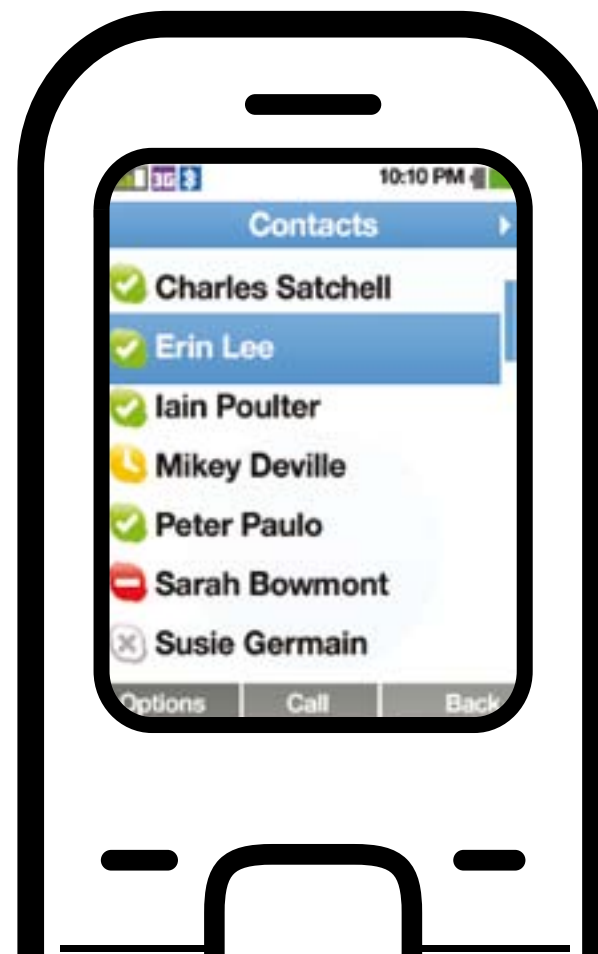 3G 10:10 PM
Contacts
Charles Satchell
Erin Lee
Iain Poulter
Mikey Deville
Peter Paulo
Sarah Bowmont
Susie Germain
Options Call Back